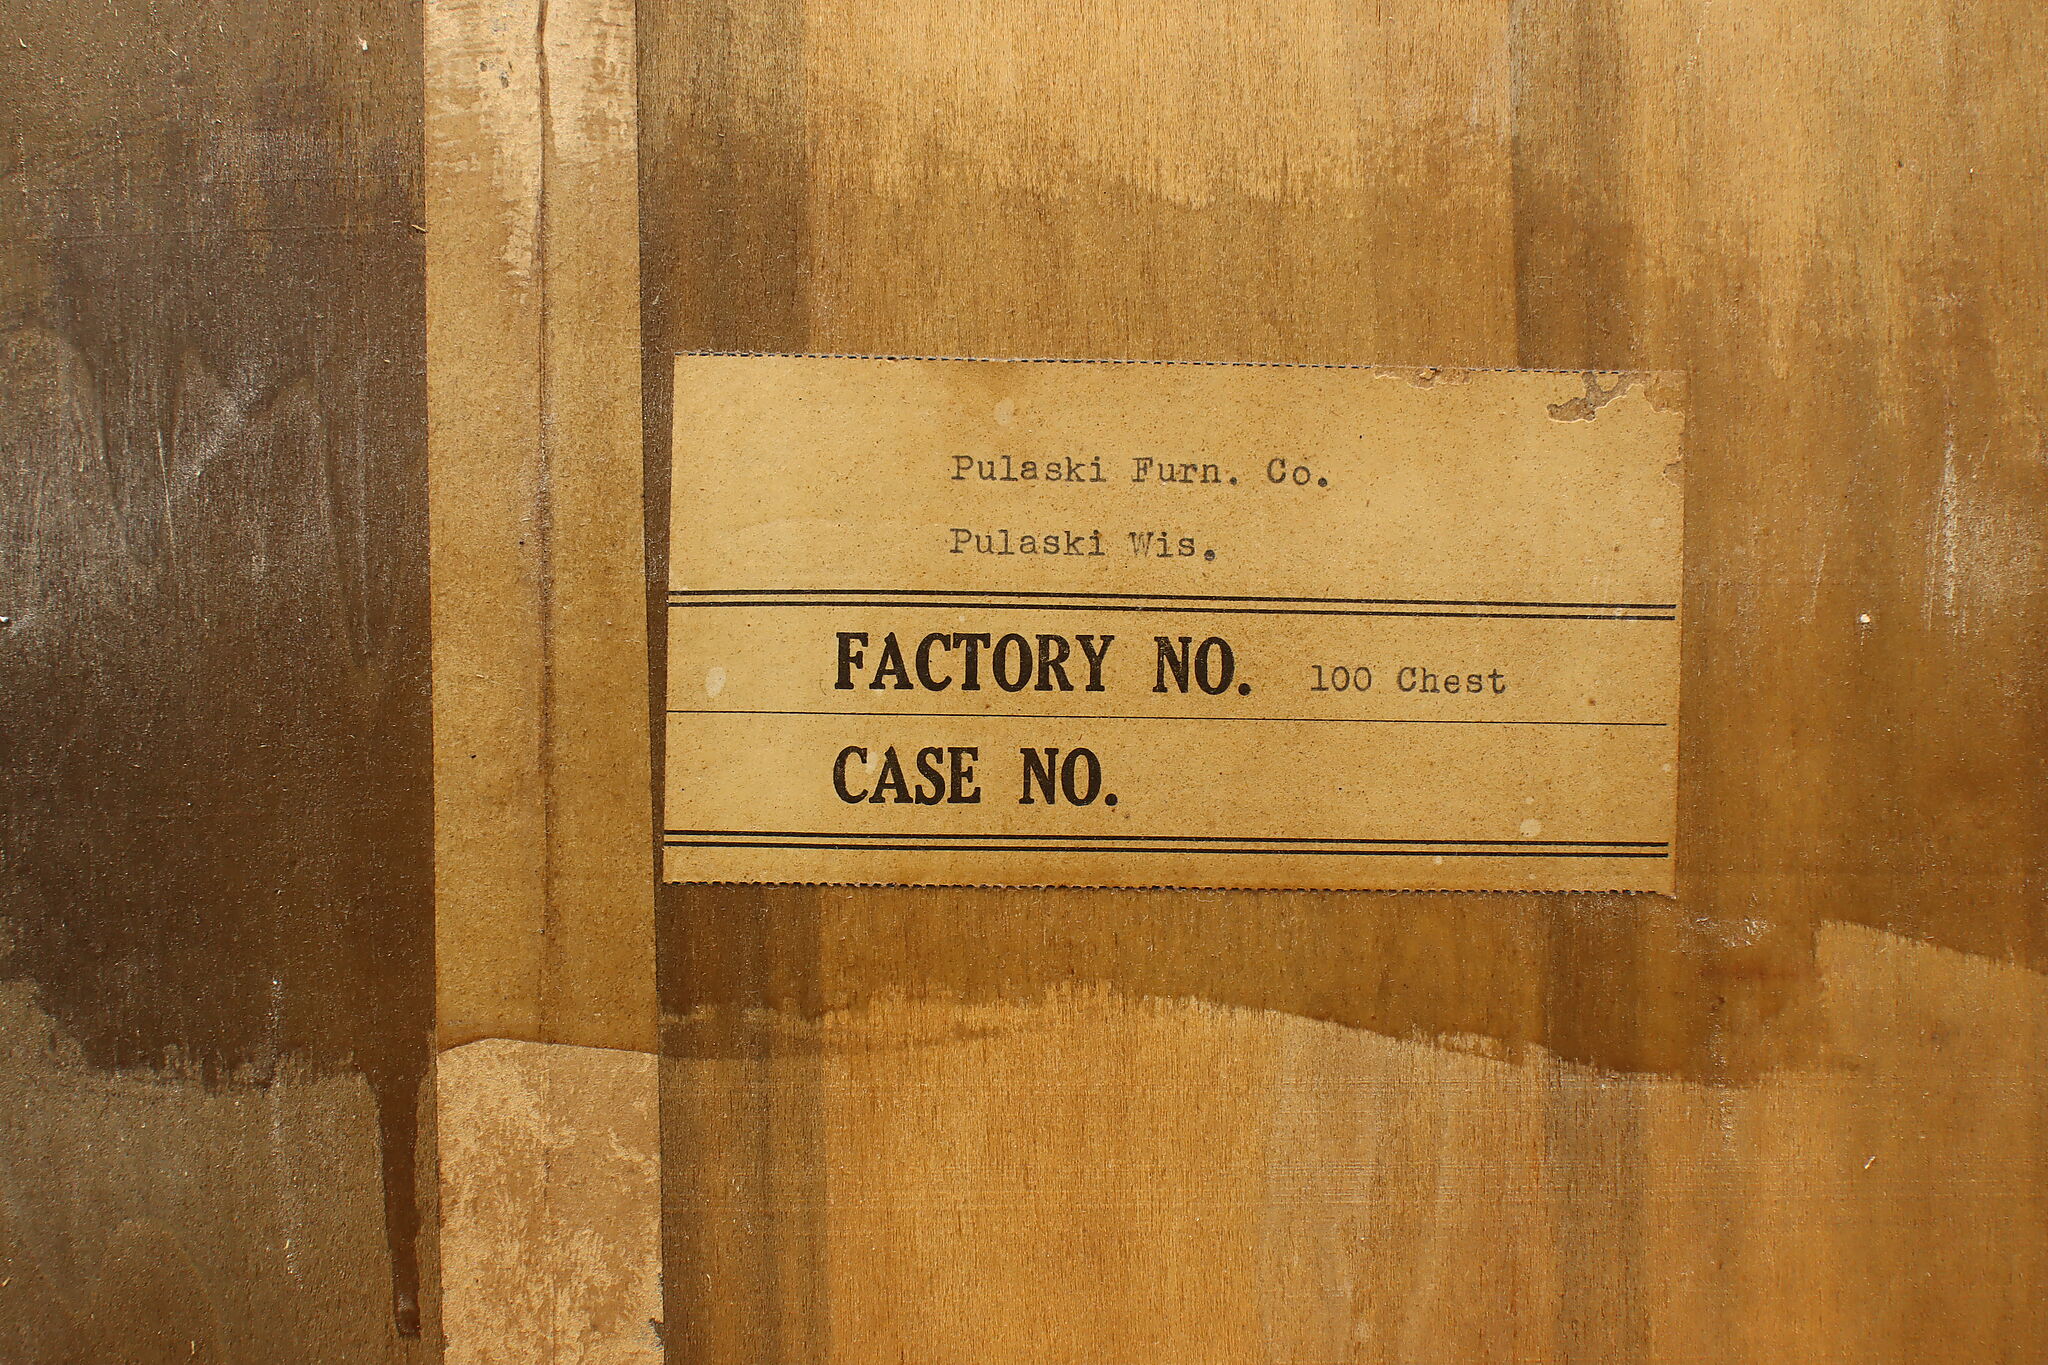 Pulaski Furn. Co.
Pulaski Wis.
FACTORY NO. 100 Chest
CASE NO.